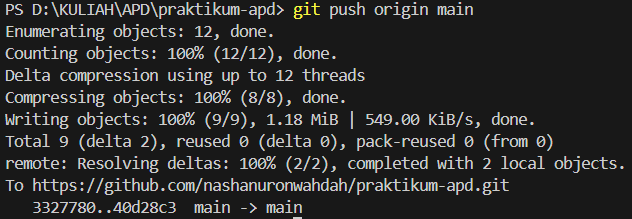 PS D:\KULIAH\APD\praktikum-apd> git push origin main
Enumerating objects: 12, done.
Counting objects: 100% (12/12), done.
Delta compression using up to 12 threads
Compressing objects: 100% (8/8), done.
Writing objects: 100% (9/9), 1.18 MiB | 549.00 KiB/s, done.
Total 9 (delta 2), reused 0 (delta 0), pack-reused 0 (from 0)
remote: Resolving deltas: 100% (2/2), completed with 2 local objects.
To https://github.com/nashanuronwahdah/praktikum-apd.git
   3327780..40d28c3  main -> main